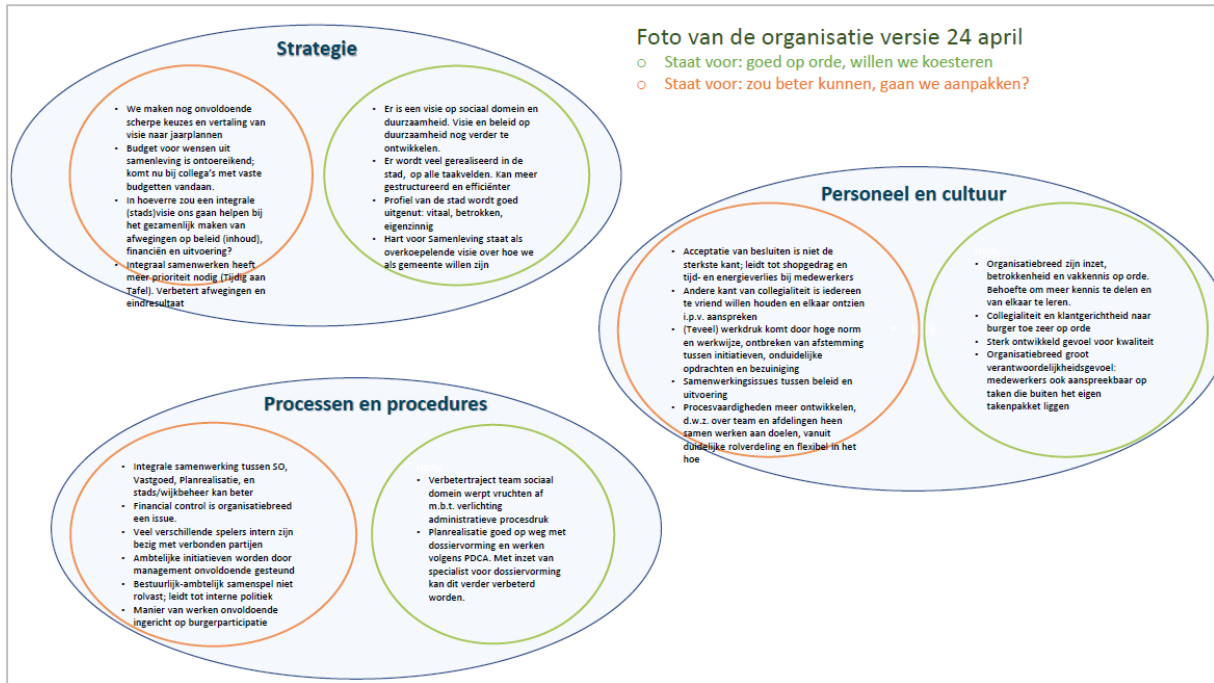 Foto van de organisatie versie 24 april
o Staat voor: goed op orde, willen we koesteren
o Staat voor: zou beter kunnen, gaan we aanpakken?
Strategie
• We maken nog onvoldoende
scherpe keuzes en vertaling van
visie naar jaarplannen
• Budget voor wensen uit
samenleving is ontoereikend;
komt nu bij collega's met vaste
budgetten vandaan.
• In hoeverre zou een integrale
(stads)visie ons gaan helpen bij
het gezamenlijk maken van
afwegingen op beleid (inhoud),
financiën en uitvoering?
• Integraal samenwerken heeft
meer prioriteit nodig (Tijdig aan
Tafel). Verbetert afwegingen en
eindresultaat
• Er is een visie op sociaal domein en
duurzaamheid. Visie en beleid op
duurzaamheid nog verder te
ontwikkelen.
• Er wordt veel gerealiseerd in de
stad, op alle taakvelden. Kan meer
gestructureerd en efficiënter
• Profiel van de stad wordt goed
uitgenut: vitaal, betrokken,
eigenzinnig
• Hart voor Samenleving staat als
overkoepelende visie over hoe we
als gemeente willen zijn
Personeel en cultuur
• Acceptatie van besluiten is niet de
sterkste kant; leidt tot shopgedrag en
tijd- en energieverlies bij medewerkers
• Andere kant van collegialiteit is iedereen
te vriend willen houden en elkaar ontzien
i.p.v. aanspreken
• (Teveel) werkdruk komt door hoge norm
en werkwijze, ontbreken van afstemming
tussen initiatieven, onduidelijke
opdrachten en bezuiniging
• Samenwerkingsissues tussen beleid en
uitvoering
• Procesvaardigheden meer ontwikkelen,
d.w.z. over team en afdelingen heen
samen werken aan doelen, vanuit
duidelijke rolverdeling en flexibel in het
hoe
• Organisatiebreed zijn inzet,
betrokkenheid en vakkennis op orde.
Behoefte om meer kennis te delen en
van elkaar te leren.
• Collegialiteit en klantgerichtheid naar
burger toe zeer op orde
• Sterk ontwikkeld gevoel voor kwaliteit
• Organisatiebreed groot
verantwoordelijkheidsgevoel:
medewerkers ook aanspreekbaar op
taken die buiten het eigen
takenpakket liggen
Processen en procedures
• Integrale samenwerking tussen SO,
Vastgoed, Planrealisatie, en
stads/wijkbeheer kan beter
• Financial control is organisatiebreed
een issue.
• Veel verschillende spelers intern zijn
bezig met verbonden partijen
• Ambtelijke initiatieven worden door
management onvoldoende gesteund
• Bestuurlijk-ambtelijk samenspel niet
rolvast; leidt tot interne politiek
• Manier van werken onvoldoende
ingericht op burgerparticipatie
• Verbetertraject team sociaal
domein werpt vruchten af
m.b.t. verlichting
administratieve procesdruk
• Planrealisatie goed op weg met
dossiervorming en werken
volgens PDCA. Met inzet van
specialist voor dossiervorming
kan dit verder verbeterd
worden.